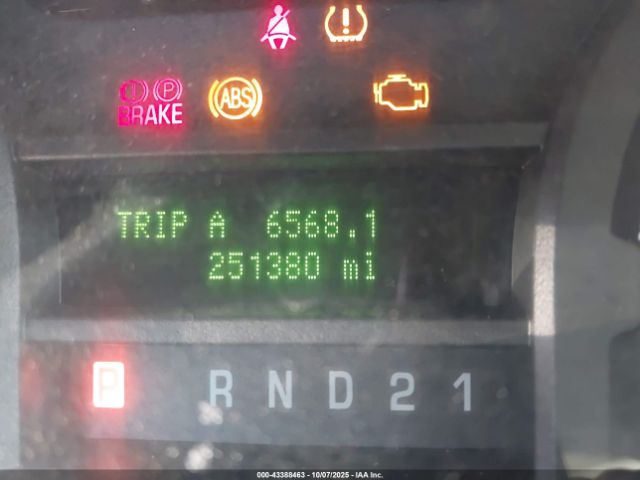 BRAKE
ABS
TRIP A 6568.1
251380 mi
P R N D 2 1
000-43388463 - 10/07/2025 - IAA Inc.